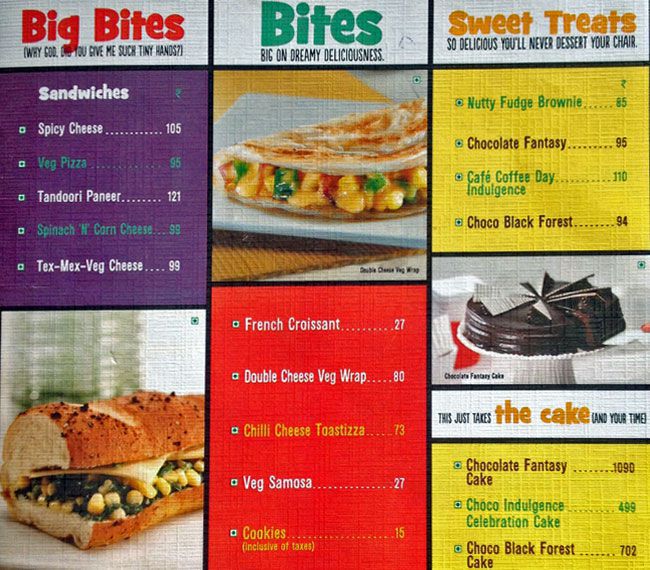 Big Bites
(WHY GOD, DID YOU GIVE ME SUCH TINY HANDS?)
Sandwiches ₹
Spicy Cheese ............. 105
Veg Pizza ................ 95
Tandoori Paneer........ 121
Spinach 'N' Corn Cheese... 99
Tex-Mex-Veg Cheese .... 99
Bites
BIG ON DREAMY DELICIOUSNESS.
Double Cheese Veg Wrap
French Croissant........... 27
Double Cheese Veg Wrap..... 80
Chilli Cheese Toastizza..... 73
Veg Samosa................ 27
Cookies.................... 15
(inclusive of taxes)
Sweet Treats
SO DELICIOUS YOU'LL NEVER DESSERT YOUR CHAIR.
₹
Nutty Fudge Brownie...... 85
Chocolate Fantasy........ 95
Café Coffee Day.......... 110
Indulgence
Choco Black Forest....... 94
Chocolate Fantasy Cake
THIS JUST TAKES the cake (AND YOUR TIME)
Chocolate Fantasy ....... 1090
Cake
Choco Indulgence ........ 499
Celebration Cake
Choco Black Forest ...... 702
Cake